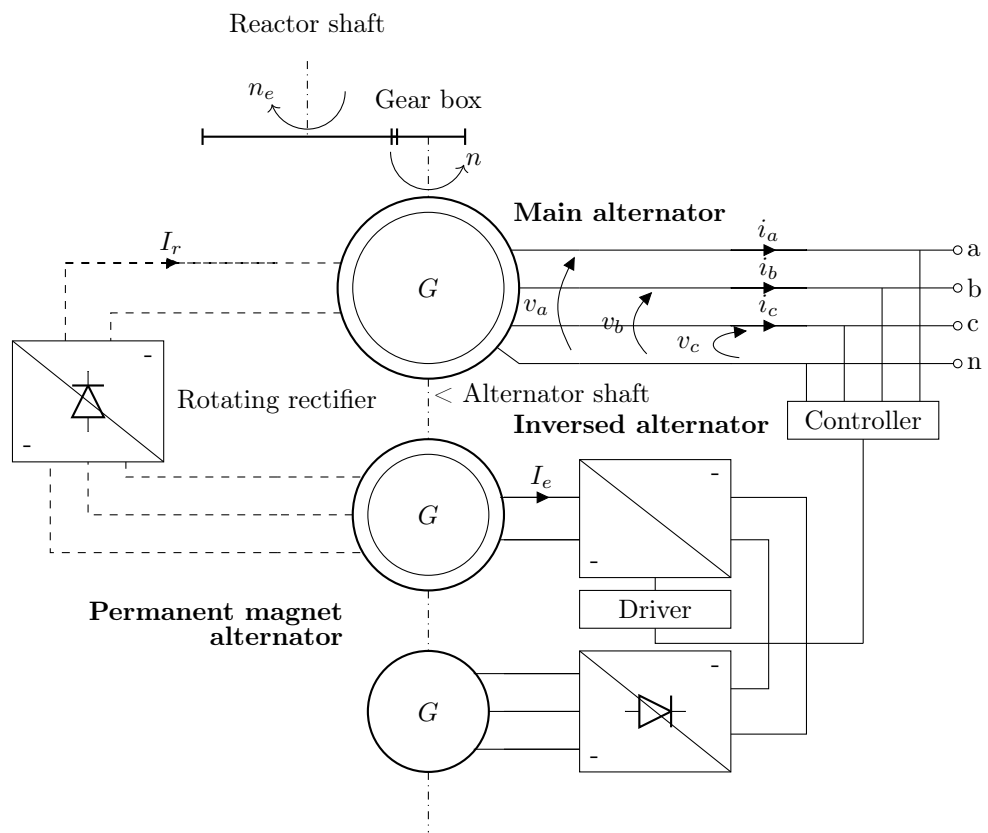 Reactor shaft
n_e
Gear box
n
Main alternator
I_r
i_a
a
G
i_b
b
v_a
v_b
i_c
c
v_c
n
-
Rotating rectifier
< Alternator shaft
Controller
Inversed alternator
-
I_e
-
G
-
Driver
Permanent magnet
alternator
-
G
-